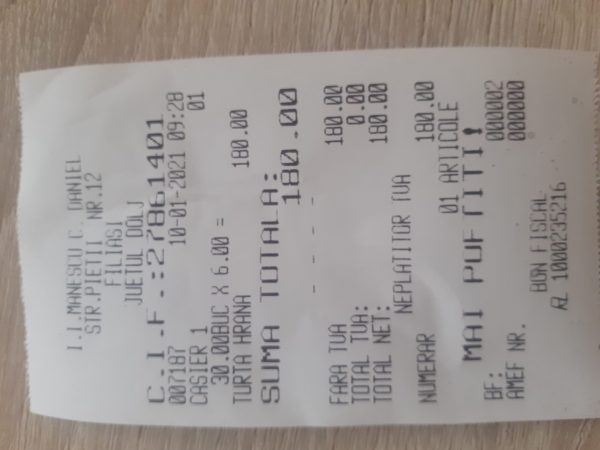 I.I.MANESCU C. DANIEL
STR.PIETII NR.12
FILIASI
JUETUL DOLJ
C.I.F.:27861401
007187 10-01-2021 09:28
CASIER 1 01
30.00BUC X 6.00 =
TURTA HRANA 180.00
SUMA TOTALA:
180.00
- - - - -
FARA TVA 180.00
TOTAL TVA: 0.00
TOTAL NET: 180.00
NEPLATITOR TVA
NUMERAR 180.00
01 ARTICOLE
MAI POFTITI!
BF: 000002
AMEF NR. 000000
BON FISCAL
1000235216